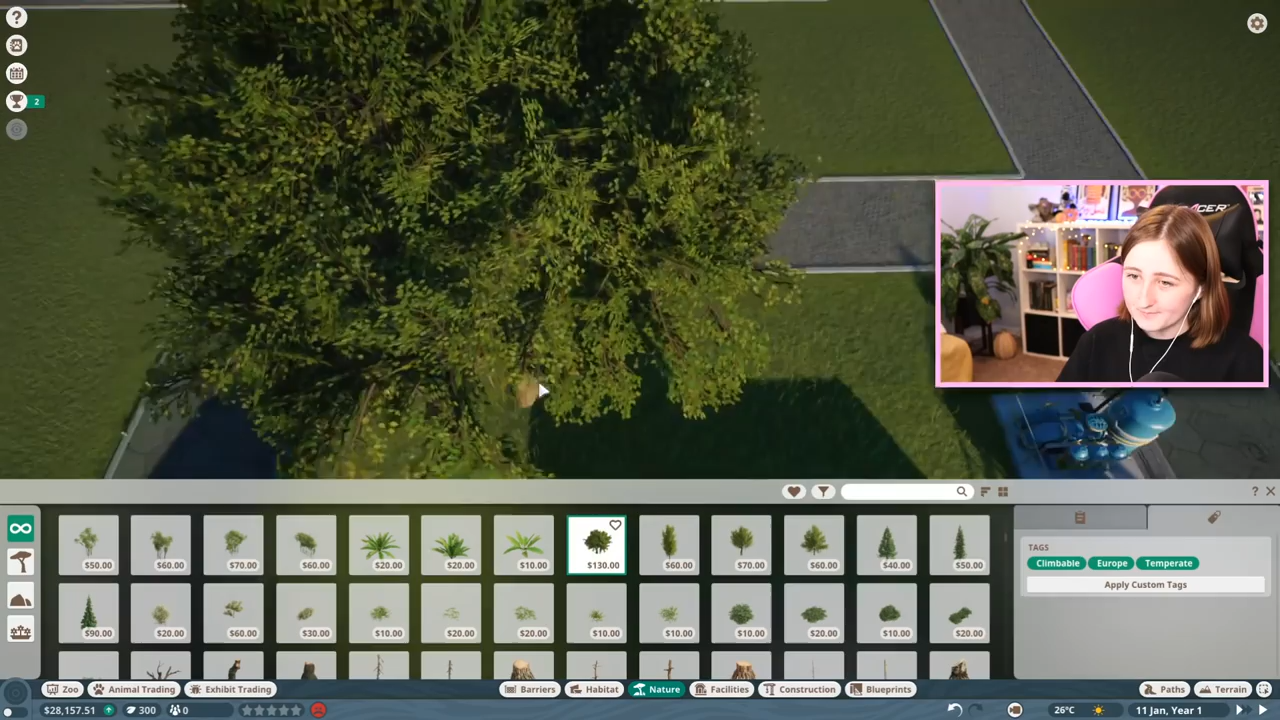 ?
2
ACER
? ×
$50.00 $60.00 $70.00 $60.00 $20.00 $20.00 $10.00 $130.00 $60.00 $70.00 $60.00 $40.00 $50.00
TAGS
Climbable Europe Temperate
Apply Custom Tags
$90.00 $20.00 $60.00 $30.00 $10.00 $20.00 $20.00 $10.00 $10.00 $10.00 $20.00 $10.00 $20.00
Zoo Animal Trading Exhibit Trading Barriers Habitat Nature Facilities Construction Blueprints Paths Terrain
$28,157.51 300 0 26°C 11 Jan, Year 1